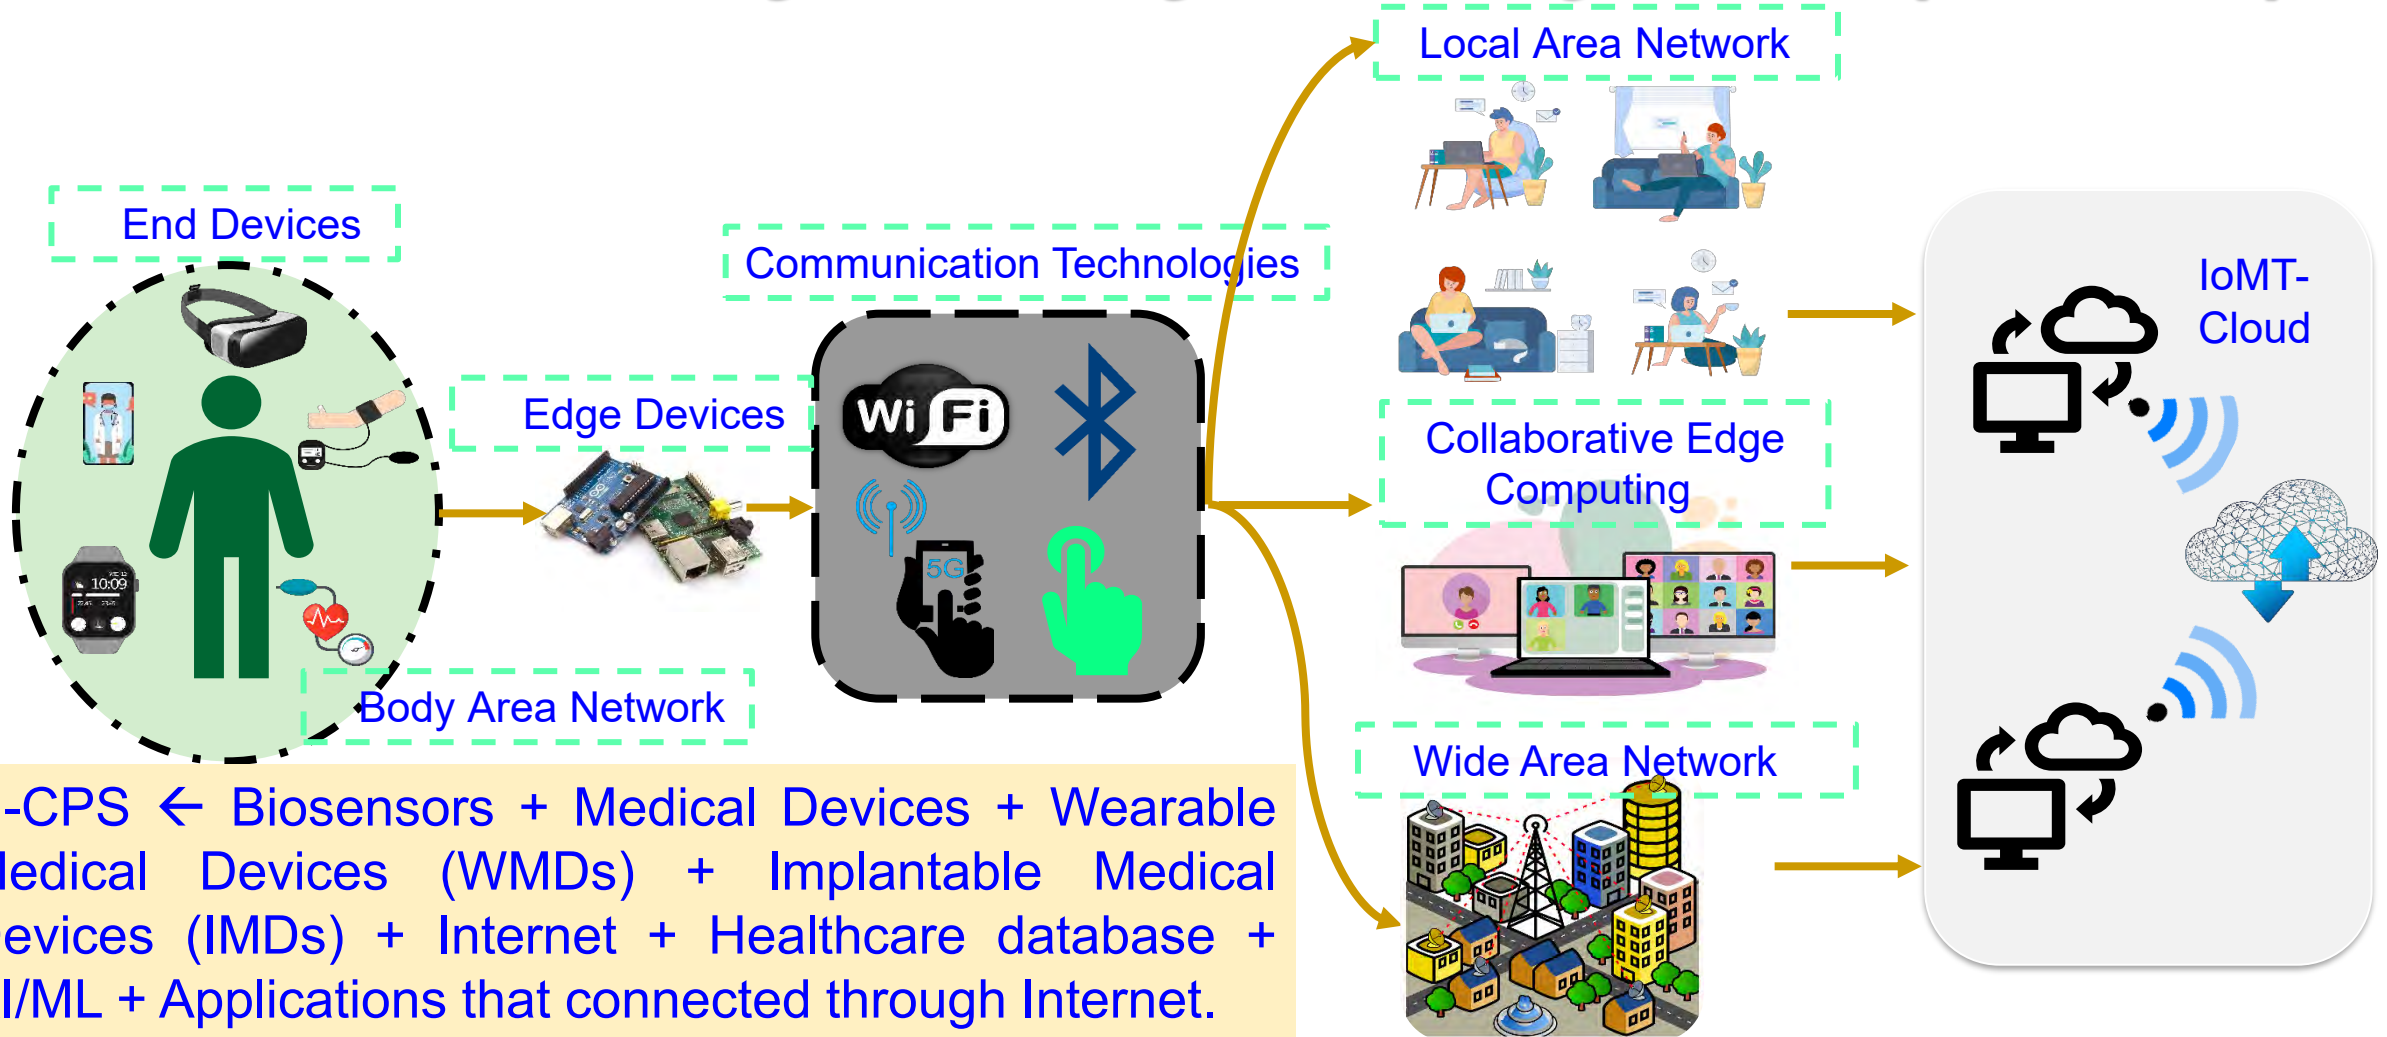 Local Area Network
End Devices
Communication Technologies
IoMT-
Cloud
Edge Devices
Wi Fi
Collaborative Edge
Computing
5G
10:09
Body Area Network
Wide Area Network
-CPS ← Biosensors + Medical Devices + Wearable
edical Devices (WMDs) + Implantable Medical
evices (IMDs) + Internet + Healthcare database +
I/ML + Applications that connected through Internet.